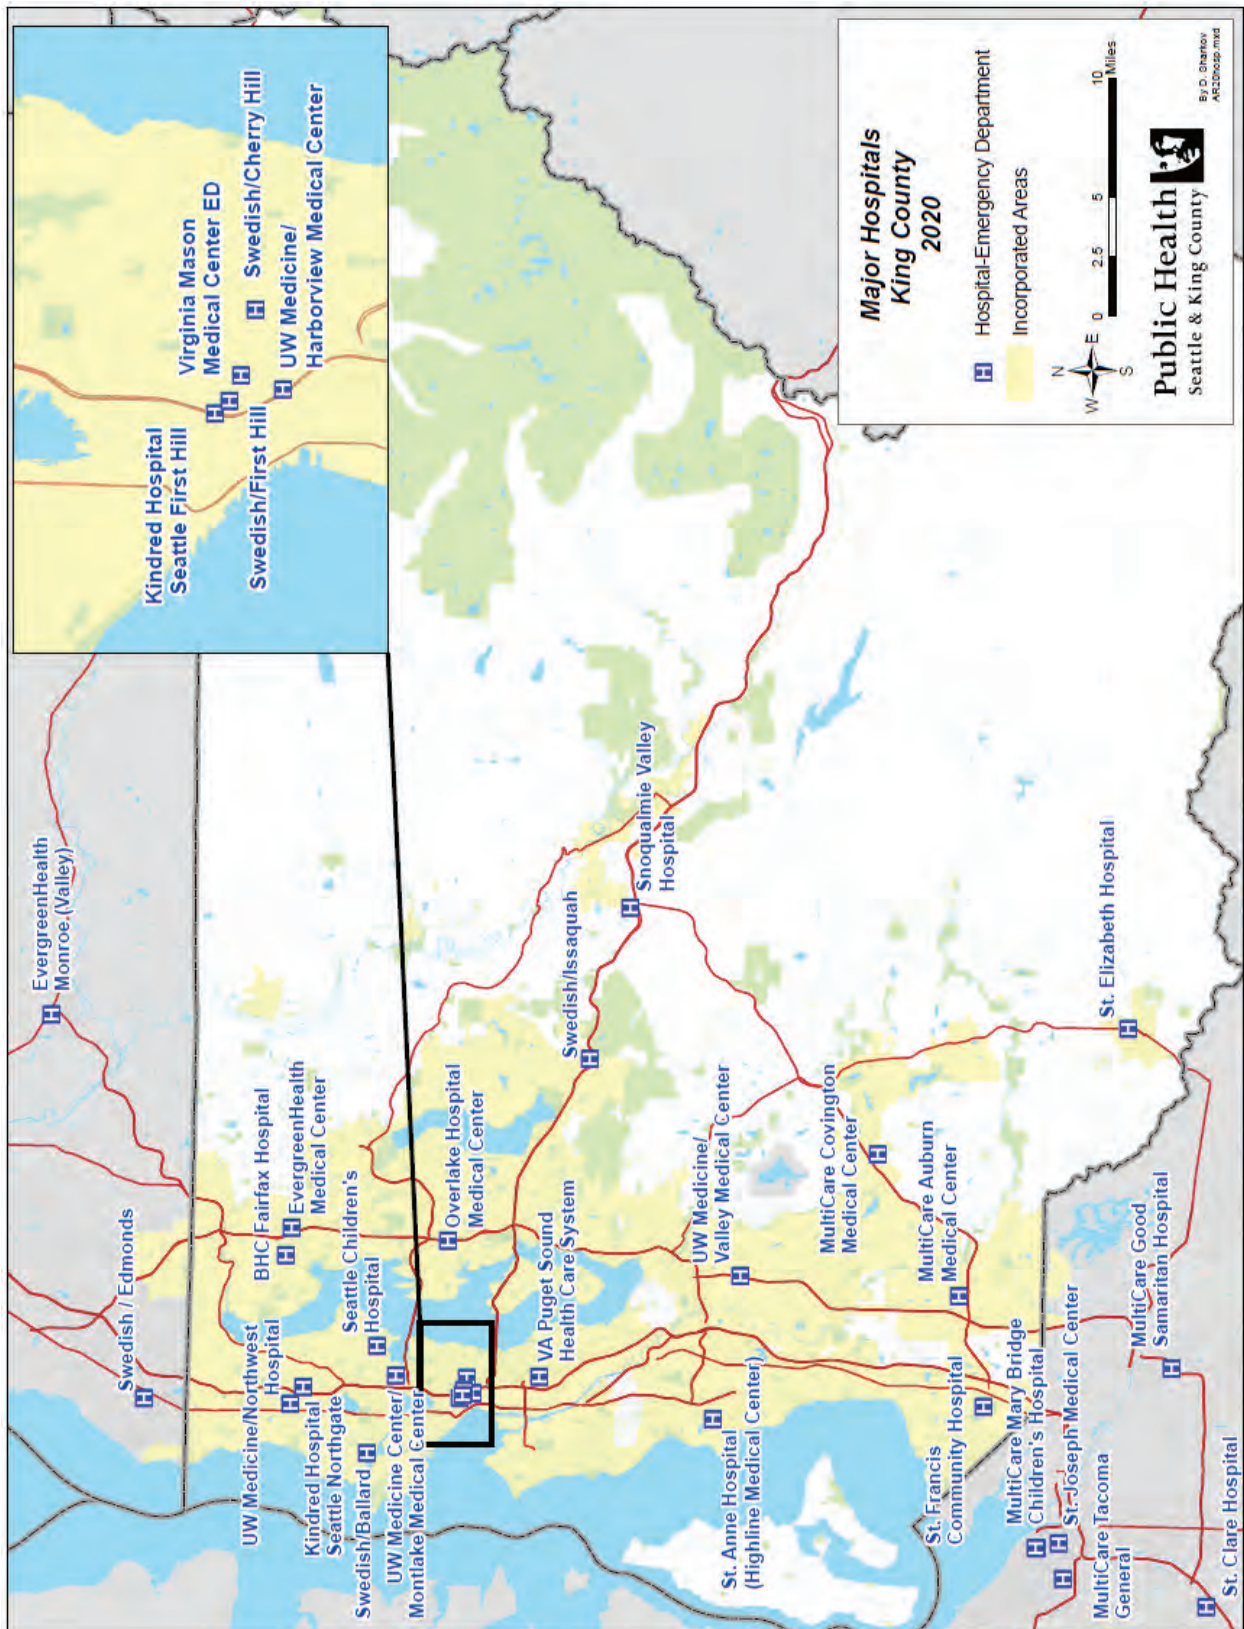 Kindred Hospital
Seattle First Hill
Virginia Mason
Medical Center ED
Swedish/First Hill
Swedish/Cherry Hill
UW Medicine/
Harborview Medical Center
EvergreenHealth
Monroe (Valley)
Swedish / Edmonds
BHC/Fairfax Hospital
EvergreenHealth
Medical Center
UW Medicine/Northwest
Hospital
Kindred Hospital
Seattle Northgate
Seattle Children's
Hospital
Swedish/Ballard
UW Medicine Center/
Montlake Medical Center
Overlake Hospital
Medical Center
VA Puget Sound
Health Care System
Swedish/Issaquah
Snoqualmie Valley
Hospital
St. Anne Hospital
(Highline Medical Center)
UW Medicine/
Valley Medical Center
MultiCare Covington
Medical Center
MultiCare Auburn
Medical Center
St. Elizabeth Hospital
St. Francis
Community Hospital
MultiCare Mary Bridge
Children's Hospital
St. Joseph Medical Center
MultiCare Tacoma
General
MultiCare Good
Samaritan Hospital
St. Clare Hospital
Major Hospitals
King County
2020
H Hospital-Emergency Department
Incorporated Areas
N
W E
S
0 2.5 5 10
Miles
Public Health
Seattle & King County
By D. Sharkov
AR20hosp.mxd